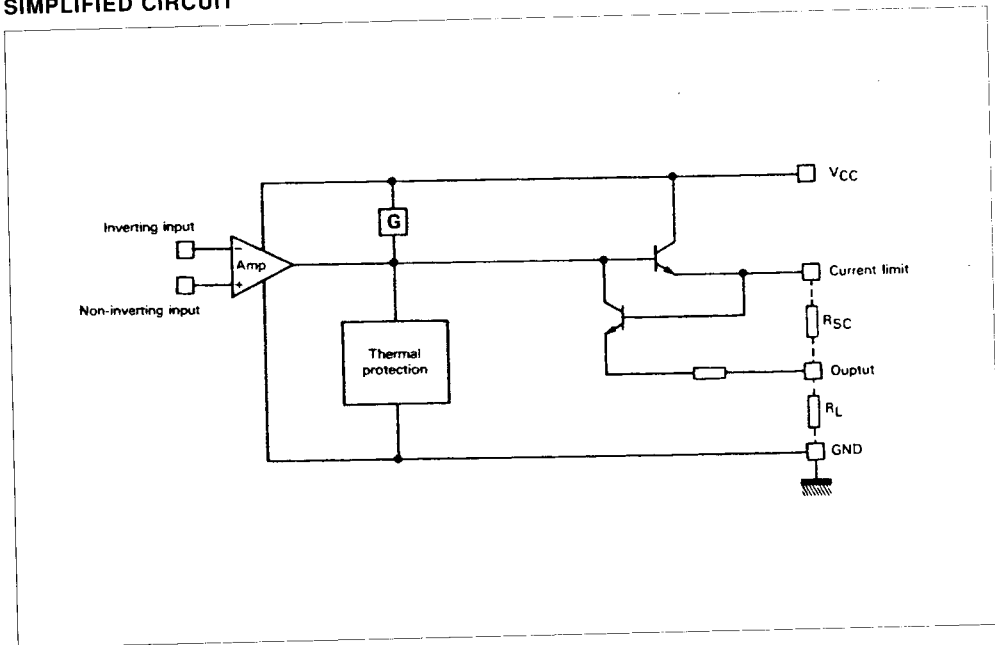 SIMPLIFIED CIRCUIT
VCC
G
Inverting input
-
Amp
+
Non-inverting input
Current limit
RSC
Thermal
protection
Ouptut
RL
GND